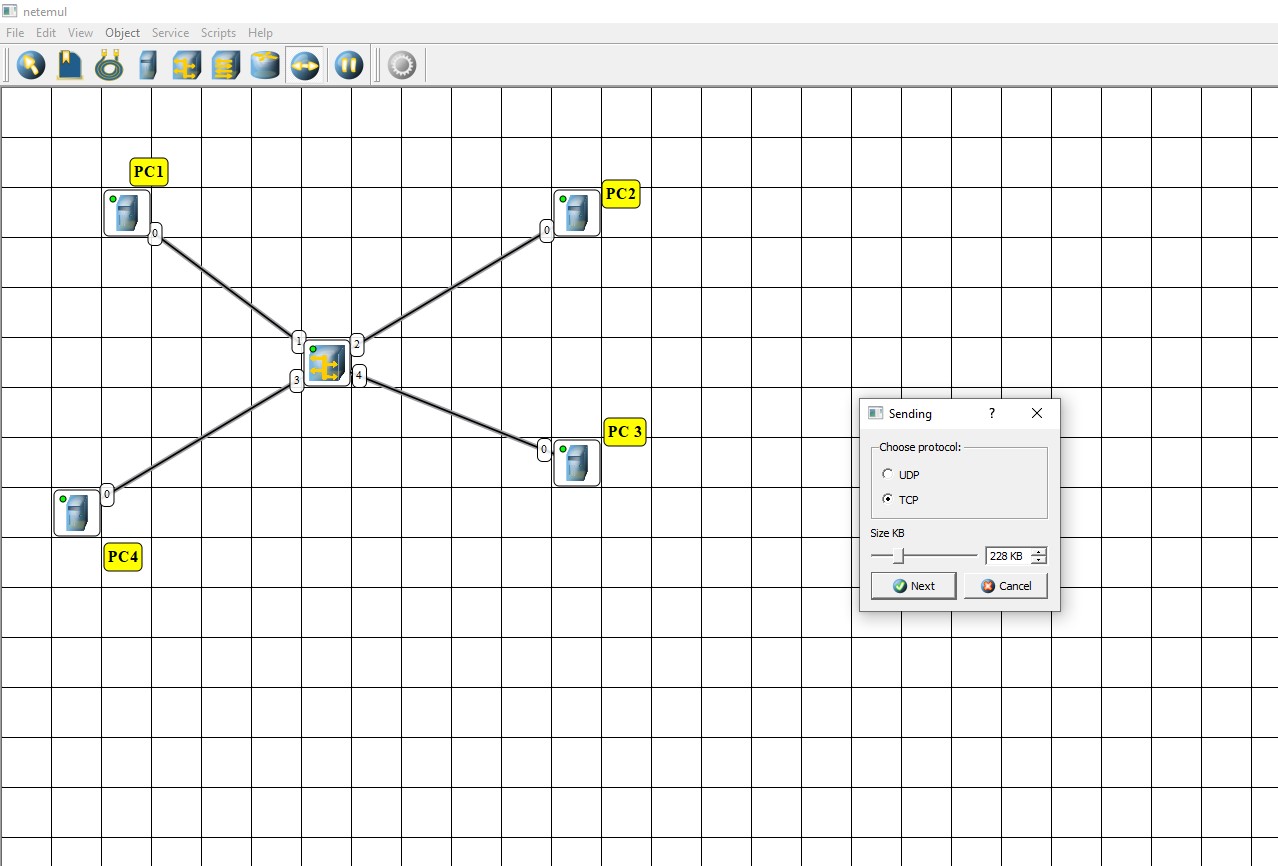 netemul
File Edit View Object Service Scripts Help
PC1
PC2
0
0
1
2
3
4
PC 3
0
0
PC4
Sending ?
Choose protocol:
UDP
TCP
Size KB
228 KB
Next Cancel